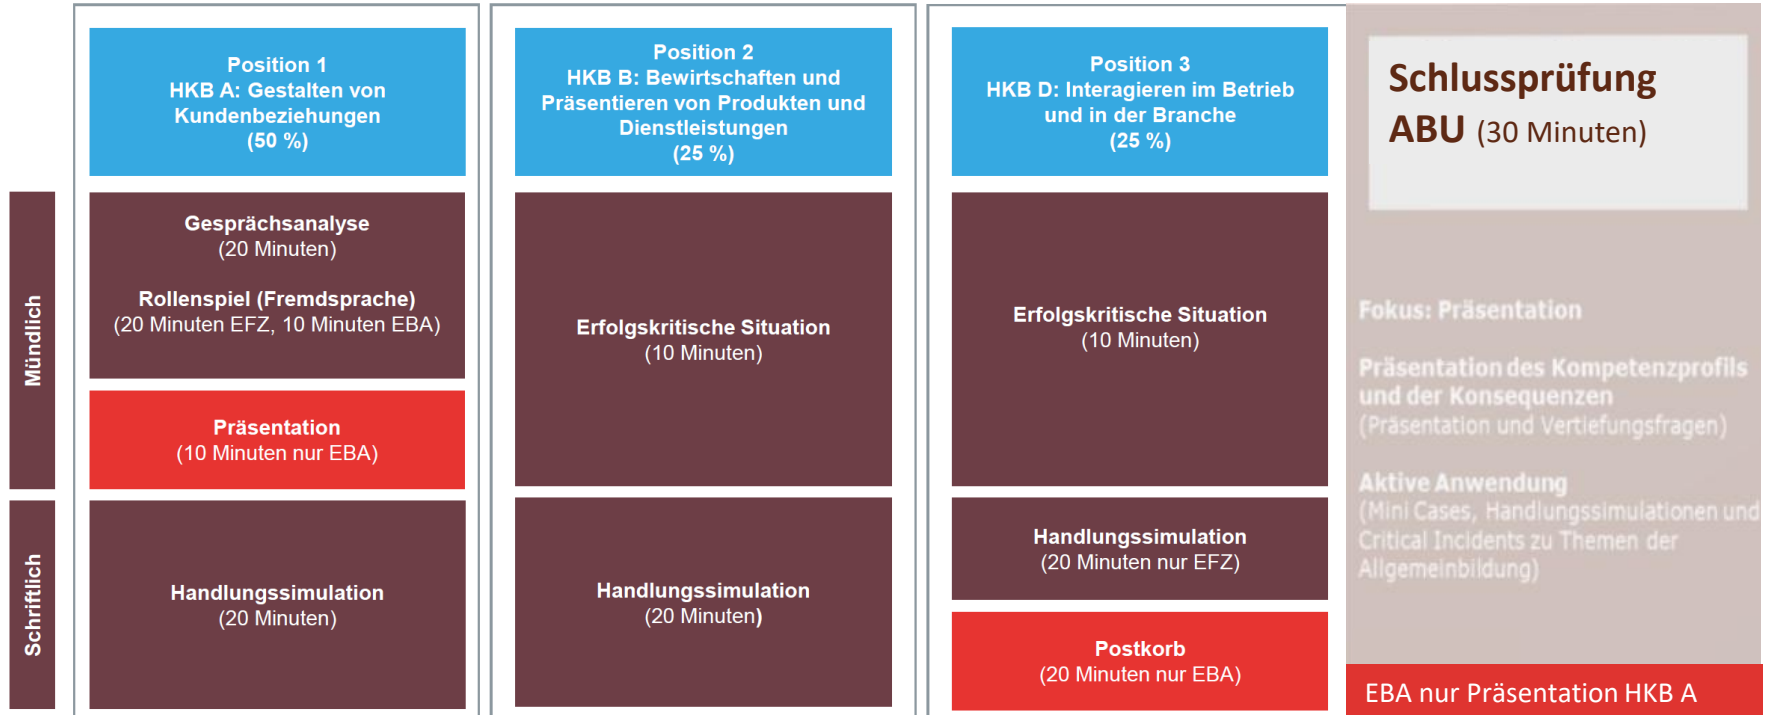 Position 1
HKB A: Gestalten von
Kundenbeziehungen
(50 %)
Position 2
HKB B: Bewirtschaften und
Präsentieren von Produkten und
Dienstleistungen
(25 %)
Position 3
HKB D: Interagieren im Betrieb
und in der Branche
(25 %)
Schlussprüfung
ABU (30 Minuten)
Mündlich
Gesprächsanalyse
(20 Minuten)
Rollenspiel (Fremdsprache)
(20 Minuten EFZ, 10 Minuten EBA)
Präsentation
(10 Minuten nur EBA)
Erfolgskritische Situation
(10 Minuten)
Erfolgskritische Situation
(10 Minuten)
Fokus: Präsentation
Präsentation des Kompetenzprofils
und der Konsequenzen
(Präsentation und Vertiefungsfragen)
Aktive Anwendung
(Mini Cases, Handlungssimulationen und
Critical Incidents zu Themen der
Allgemeinbildung)
Schriftlich
Handlungssimulation
(20 Minuten)
Handlungssimulation
(20 Minuten)
Handlungssimulation
(20 Minuten nur EFZ)
Postkorb
(20 Minuten nur EBA)
EBA nur Präsentation HKB A